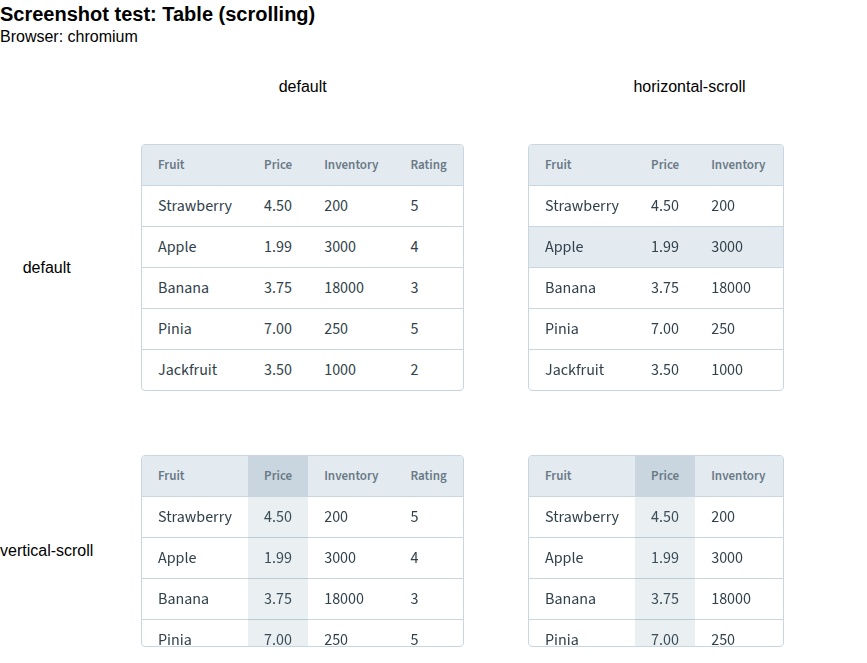 Screenshot test: Table (scrolling)
Browser: chromium
default horizontal-scroll
default
Fruit Price Inventory Rating
Strawberry 4.50 200 5
Apple 1.99 3000 4
Banana 3.75 18000 3
Pinia 7.00 250 5
Jackfruit 3.50 1000 2
Fruit Price Inventory
Strawberry 4.50 200
Apple 1.99 3000
Banana 3.75 18000
Pinia 7.00 250
Jackfruit 3.50 1000
vertical-scroll
Fruit Price Inventory Rating
Strawberry 4.50 200 5
Apple 1.99 3000 4
Banana 3.75 18000 3
Pinia 7.00 250 5
Fruit Price Inventory
Strawberry 4.50 200
Apple 1.99 3000
Banana 3.75 18000
Pinia 7.00 250